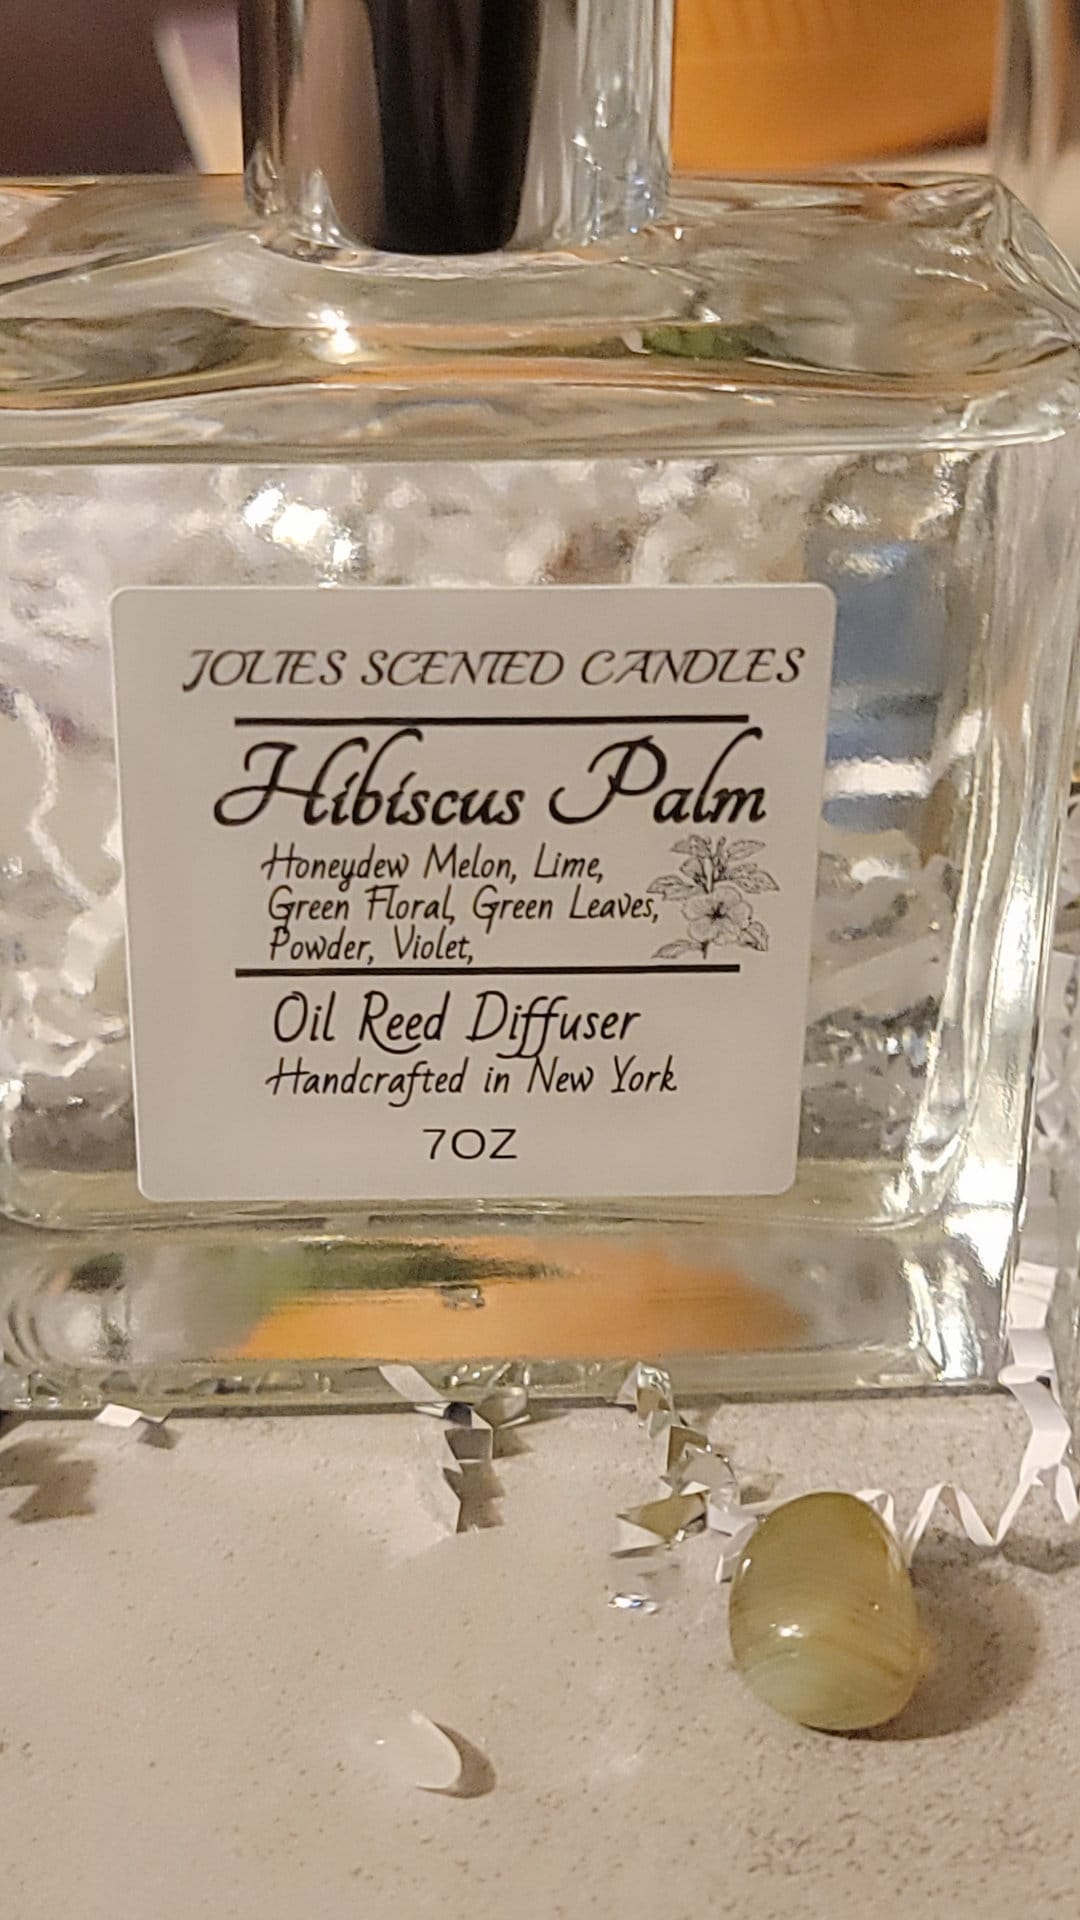 JOLIES SCENTED CANDLES
Hibiscus Palm
Honeydew Melon, Lime,
Green Floral, Green Leaves,
Powder, Violet,
Oil Reed Diffuser
Handcrafted in New York
7OZ